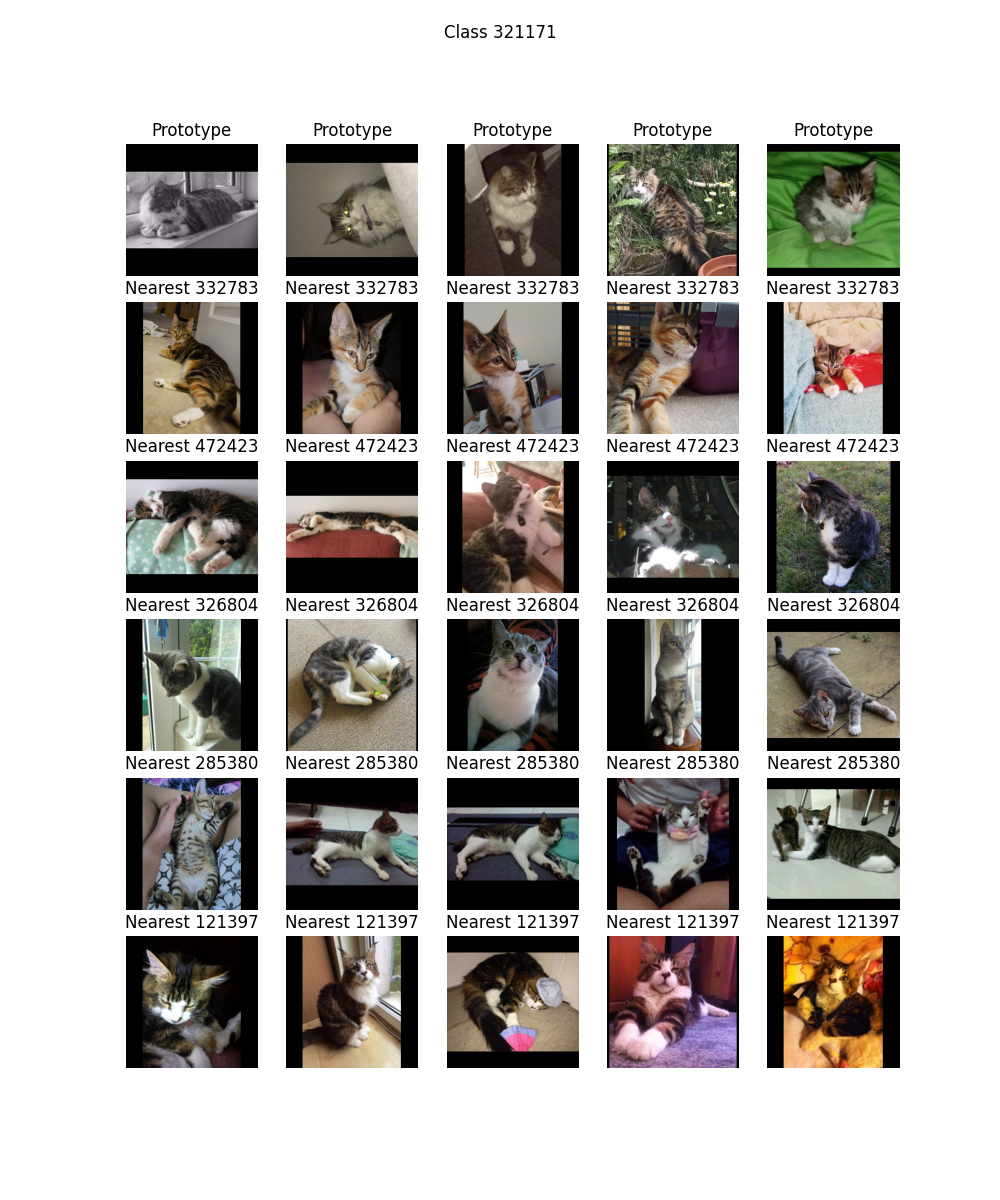 Class 321171
Prototype Prototype Prototype Prototype Prototype
Nearest 332783 Nearest 332783 Nearest 332783 Nearest 332783 Nearest 332783
Nearest 472423 Nearest 472423 Nearest 472423 Nearest 472423 Nearest 472423
Nearest 326804 Nearest 326804 Nearest 326804 Nearest 326804 Nearest 326804
Nearest 285380 Nearest 285380 Nearest 285380 Nearest 285380 Nearest 285380
Nearest 121397 Nearest 121397 Nearest 121397 Nearest 121397 Nearest 121397